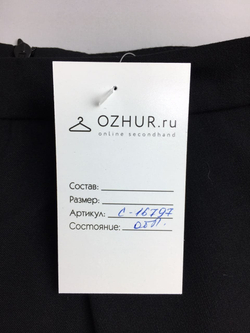 OZHUR.ru
online secondhand
Состав:
Размер:
Артикул: С-16797
Состояние: